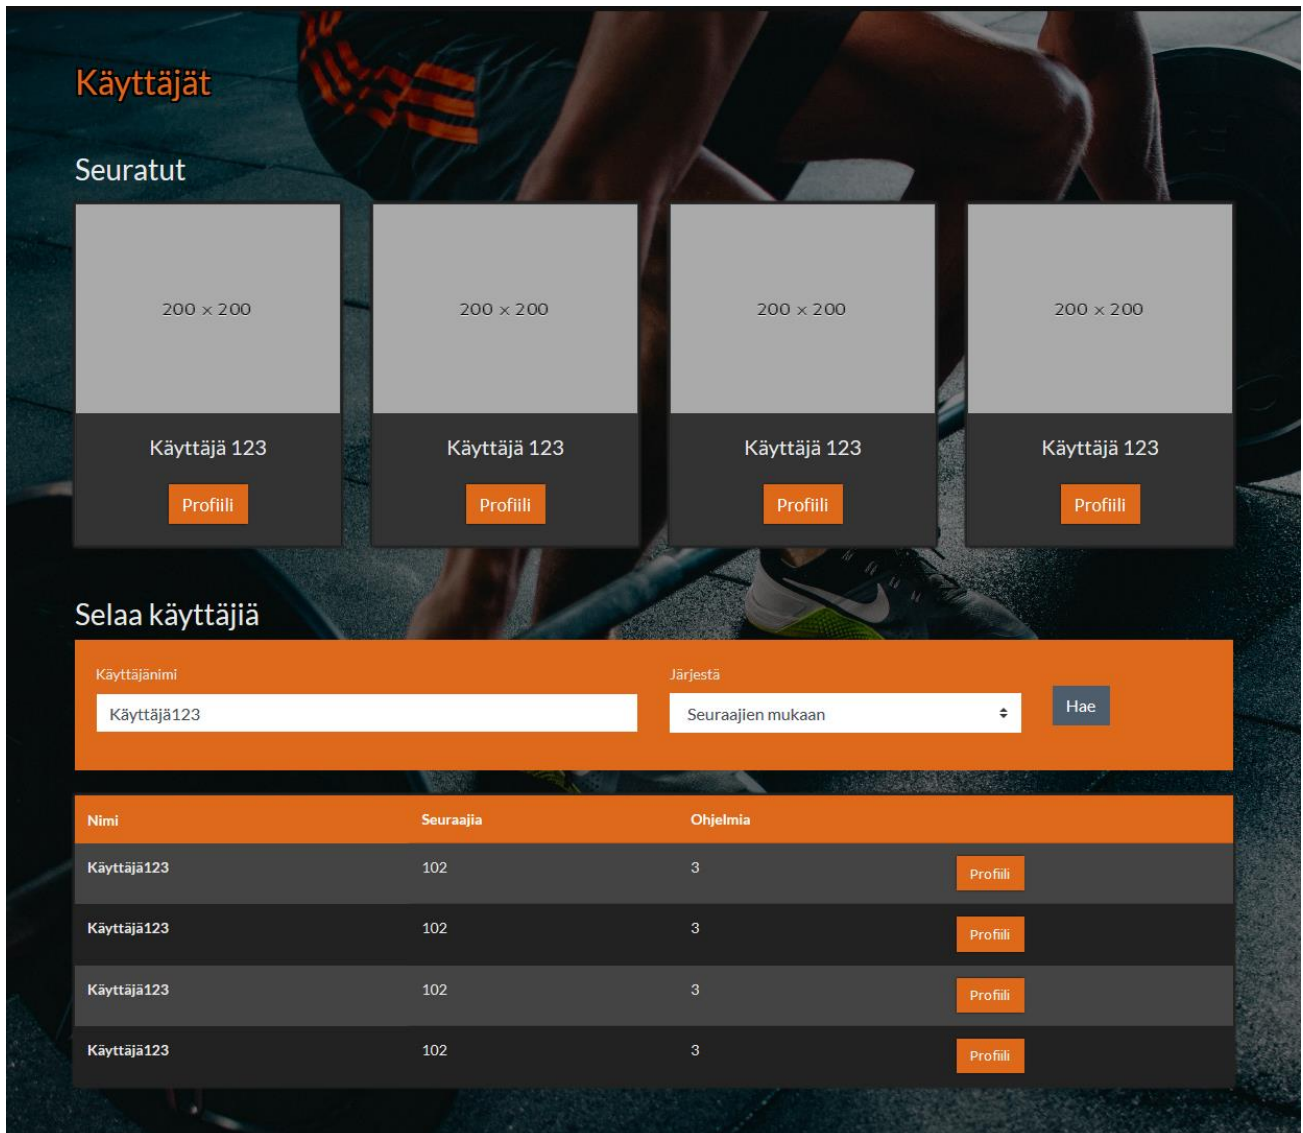 Käyttäjät
Seuratut
200 × 200
200 × 200
200 × 200
200 × 200
Käyttäjä 123
Käyttäjä 123
Käyttäjä 123
Käyttäjä 123
Profiili
Profiili
Profiili
Profiili
Selaa käyttäjiä
Käyttäjänimi
Järjestä
Käyttäjä123
Seuraajien mukaan
Hae
Nimi Seuraajia Ohjelmia
Käyttäjä123 102 3 Profiili
Käyttäjä123 102 3 Profiili
Käyttäjä123 102 3 Profiili
Käyttäjä123 102 3 Profiili